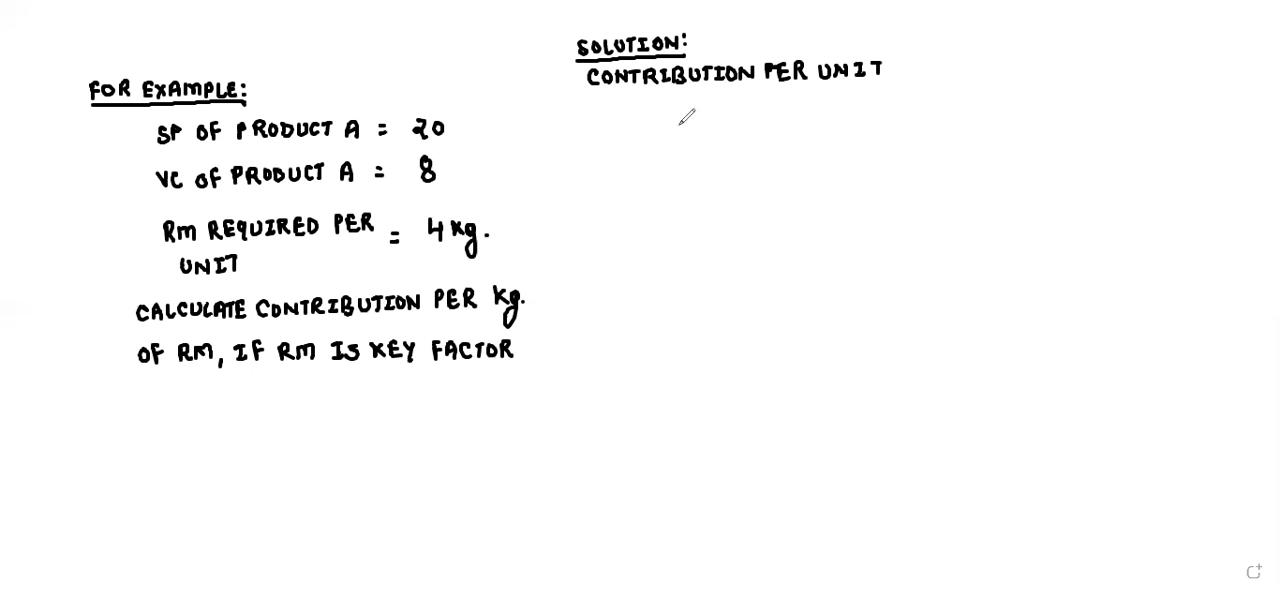 FOR EXAMPLE:
SP OF PRODUCT A = 20
VC OF PRODUCT A = 8
RM REQUIRED PER = 4 kg.
UNIT
CALCULATE CONTRIBUTION PER kg.
OF RM, IF RM IS KEY FACTOR
SOLUTION:
CONTRIBUTION PER UNIT